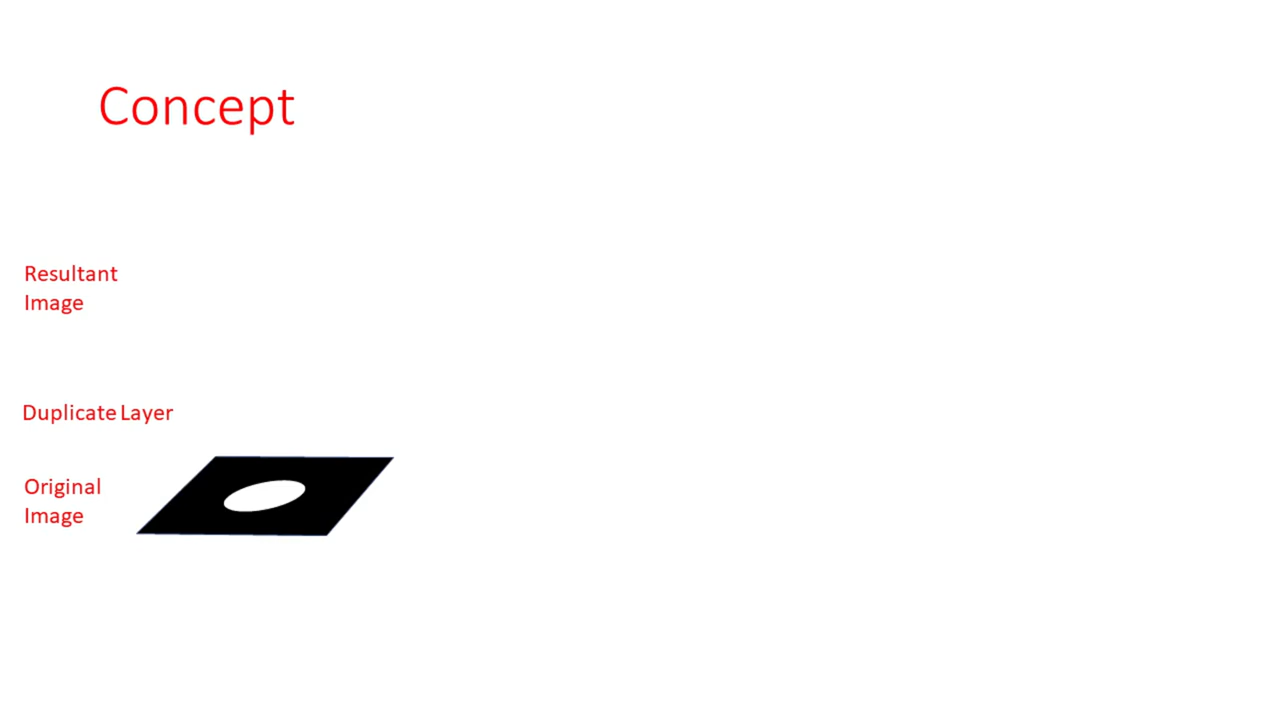 Concept
Resultant
Image
Duplicate Layer
Original
Image